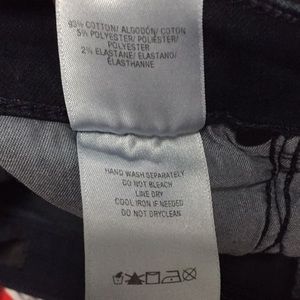 93% COTTON/ ALGODÓN/ COTON
5% POLYESTER/ POLIÉSTER/
POLYESTER
2% ELASTANE/ ELASTANO/
ÉLASTHANNE
HAND WASH SEPARATELY
DO NOT BLEACH
LINE DRY
COOL IRON IF NEEDED
DO NOT DRYCLEAN